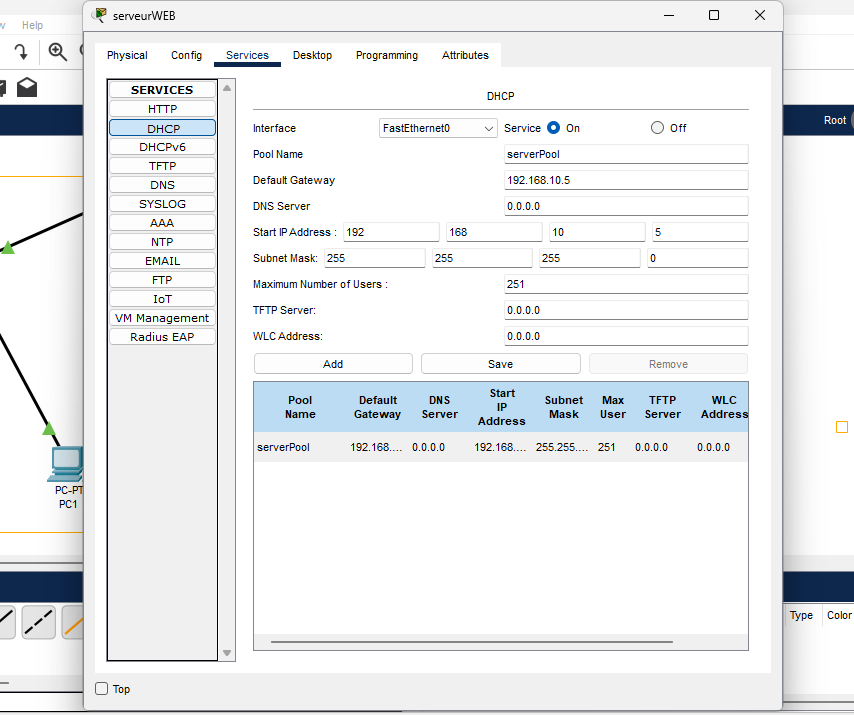 serveurWEB
Help
Physical Config Services Desktop Programming Attributes
SERVICES
HTTP
DHCP
DHCPv6
TFTP
DNS
SYSLOG
AAA
NTP
EMAIL
FTP
IoT
VM Management
Radius EAP
DHCP
Interface FastEthernet0 Service On Off
Pool Name serverPool
Default Gateway 192.168.10.5
DNS Server 0.0.0.0
Start IP Address : 192 168 10 5
Subnet Mask: 255 255 255 0
Maximum Number of Users : 251
TFTP Server: 0.0.0.0
WLC Address: 0.0.0.0
Add Save Remove
Pool Name Default Gateway DNS Server Start IP Address Subnet Mask Max User TFTP Server WLC Address
serverPool 192.168.... 0.0.0.0 192.168.... 255.255.... 251 0.0.0.0 0.0.0.0
Top
Root
PC-PT
PC1
Type Color